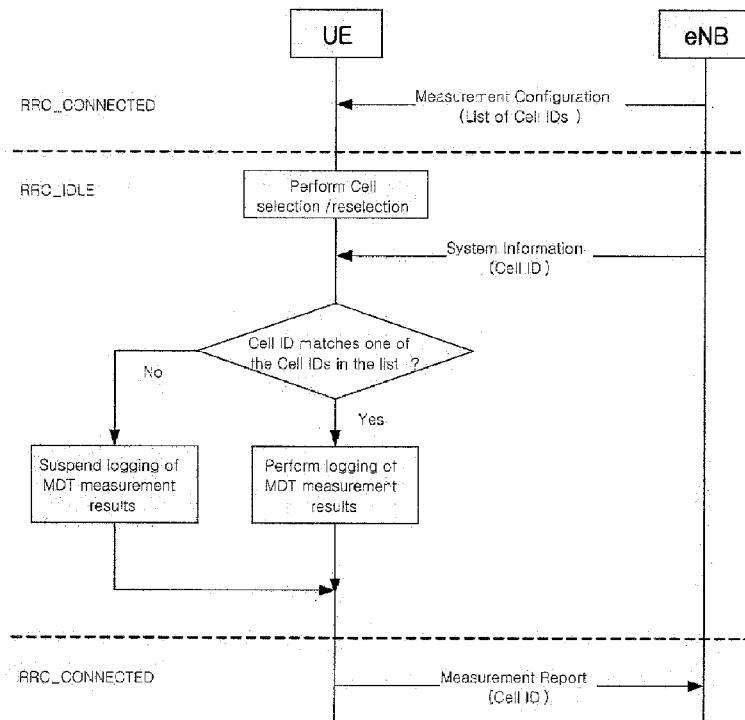 UE
eNB
RRC_CONNECTED
Measurement Configuration
(List of Cell IDs )
RRC_IDLE
Perform Cell
selection /reselection
System Information
(Cell ID )
Cell ID matches one of
the Cell IDs in the list ?
No
Yes
Suspend logging of
MDT measurement
results
Perform logging of
MDT measurement
results
RRC_CONNECTED
Measurement Report
(Cell ID )